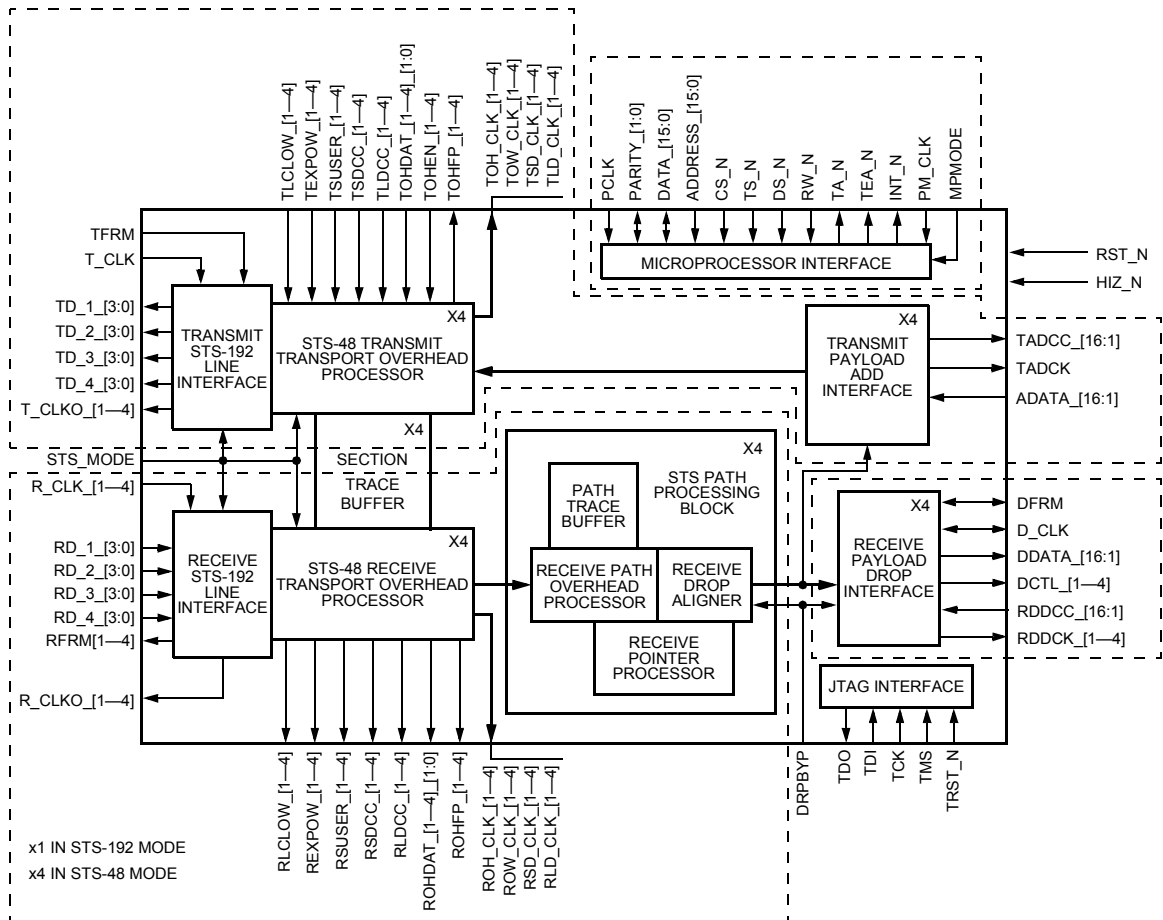 TLCLOW_[1—4]
TEXPOW_[1—4]
TSUSER_[1—4]
TSDCC_[1—4]
TLDCC_[1—4]
TOHDAT_[1—4]_[1:0]
TOHEN_[1—4]
TOHFP_[1—4]
TOH_CLK_[1—4]
TOW_CLK_[1—4]
TSD_CLK_[1—4]
TLD_CLK_[1—4]
PCLK
PARITY_[1:0]
DATA_[15:0]
ADDRESS_[15:0]
CS_N
TS_N
DS_N
RW_N
TA_N
TEA_N
INT_N
PM_CLK
MPMODE
MICROPROCESSOR INTERFACE
TFRM
T_CLK
TD_1_[3:0]
TD_2_[3:0]
TD_3_[3:0]
TD_4_[3:0]
T_CLKO_[1—4]
TRANSMIT
STS-192
LINE
INTERFACE
X4
STS-48 TRANSMIT
TRANSPORT OVERHEAD
PROCESSOR
X4
TRANSMIT
PAYLOAD
ADD
INTERFACE
RST_N
HIZ_N
TADCC_[16:1]
TADCK
ADATA_[16:1]
STS_MODE
X4
SECTION
TRACE
BUFFER
R_CLK_[1—4]
RD_1_[3:0]
RD_2_[3:0]
RD_3_[3:0]
RD_4_[3:0]
RFRM[1—4]
R_CLKO_[1—4]
RECEIVE
STS-192
LINE
INTERFACE
X4
STS-48 RECEIVE
TRANSPORT OVERHEAD
PROCESSOR
X4
STS PATH
PROCESSING
BLOCK
PATH
TRACE
BUFFER
RECEIVE PATH
OVERHEAD
PROCESSOR
RECEIVE
DROP
ALIGNER
RECEIVE
POINTER
PROCESSOR
X4
RECEIVE
PAYLOAD
DROP
INTERFACE
DFRM
D_CLK
DDATA_[16:1]
DCTL_[1—4]
RDDCC_[16:1]
RDDCK_[1—4]
JTAG INTERFACE
RLCLOW_[1—4]
REXPOW_[1—4]
RSUSER_[1—4]
RSDCC_[1—4]
RLDCC_[1—4]
ROHDAT_[1—4]_[1:0]
ROHFP_[1—4]
ROH_CLK_[1—4]
ROW_CLK_[1—4]
RSD_CLK_[1—4]
RLD_CLK_[1—4]
DRPBYP
TDO
TDI
TCK
TMS
TRST_N
x1 IN STS-192 MODE
x4 IN STS-48 MODE